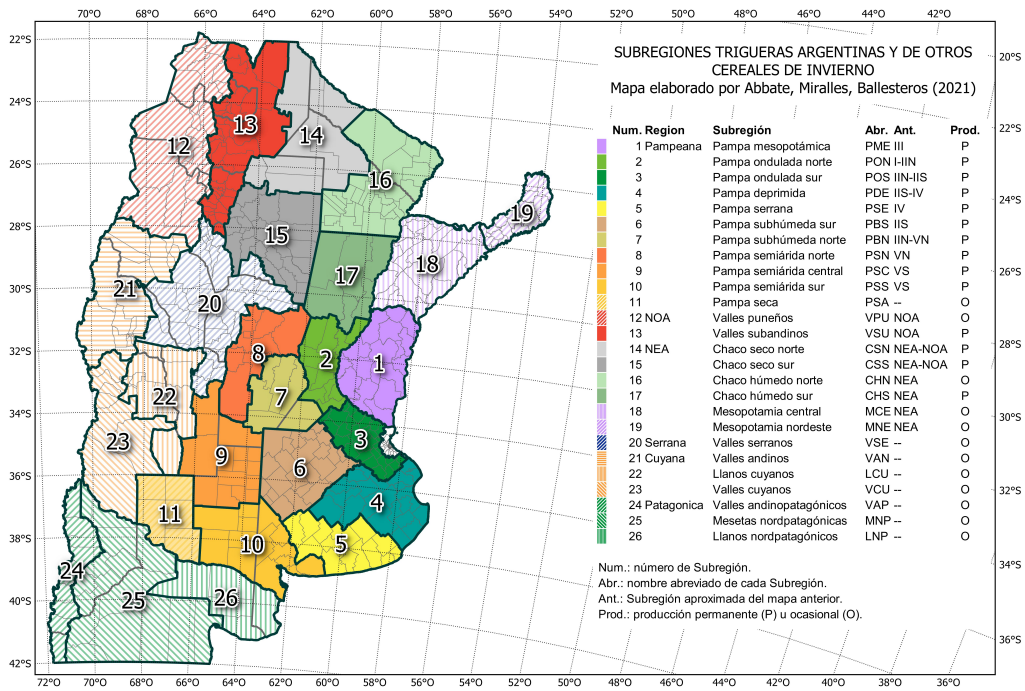 70°O 68°O 66°O 64°O 62°O 60°O 52°O 50°O 48°O 46°O 44°O 42°O
22°S
24°S
26°S
28°S
30°S
32°S
34°S
36°S
38°S
40°S
42°S
20°S
22°S
24°S
26°S
28°S
30°S
32°S
34°S
36°S
72°O 70°O 68°O 66°O 64°O 62°O 60°O 58°O 56°O 54°O 52°O 50°O 48°O 46°O 44°O 42°O 40°O 38°O 36°O
SUBREGIONES TRIGUERAS ARGENTINAS Y DE OTROS
CEREALES DE INVIERNO
Mapa elaborado por Abbate, Miralles, Ballesteros (2021)
Num. Region Subregión Abr. Ant. Prod.
1 Pampeana Pampa mesopotámica PME III P
2 Pampa ondulada norte PON I-IIN P
3 Pampa ondulada sur POS IIN-IIS P
4 Pampa deprimida PDE IIS-IV P
5 Pampa serrana PSE IV P
6 Pampa subhúmeda sur PBS IIS P
7 Pampa subhúmeda norte PBN IIN-VN P
8 Pampa semiárida norte PSN VN P
9 Pampa semiárida central PSC VS P
10 Pampa semiárida sur PSS VS P
11 Pampa seca PSA -- O
12 NOA Valles puneños VPU NOA O
13 Valles subandinos VSU NOA P
14 NEA Chaco seco norte CSN NEA-NOA P
15 Chaco seco sur CSS NEA-NOA P
16 Chaco húmedo norte CHN NEA O
17 Chaco húmedo sur CHS NEA P
18 Mesopotamia central MCE NEA O
19 Mesopotamia nordeste MNE NEA O
20 Serrana Valles serranos VSE -- O
21 Cuyana Valles andinos VAN -- O
22 Llanos cuyanos LCU -- O
23 Valles cuyanos VCU -- O
24 Patagonica Valles andinopatagónicos VAP -- O
25 Mesetas nordpatagónicas MNP -- O
26 Llanos nordpatagónicos LNP -- O
Num.: número de Subregión.
Abr.: nombre abreviado de cada Subregión.
Ant.: Subregión aproximada del mapa anterior.
Prod.: producción permanente (P) u ocasional (O).
13
14
12
16
19
15
18
17
21
20
8
2
1
7
22
23
3
9
6
4
11
10
5
24
25
26